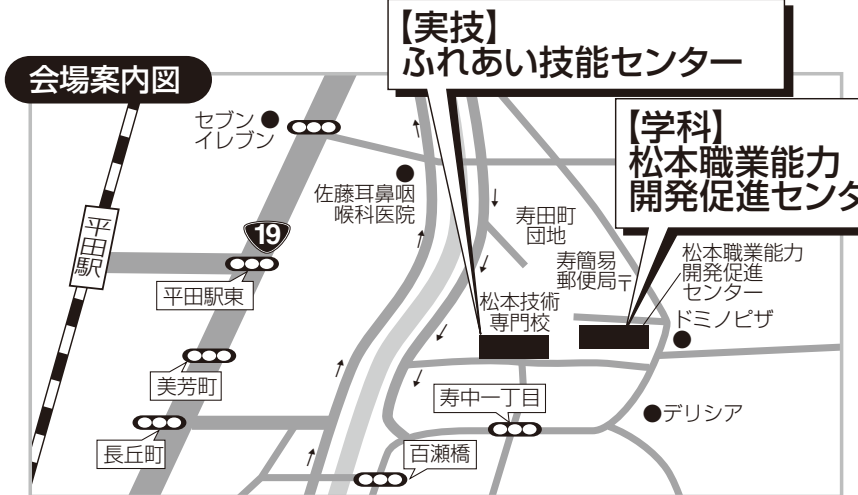 【実技】
ふれあい技能センター
会場案内図
【学科】
松本職業能力
開発促進センタ
セブン
イレブン
佐藤耳鼻咽
喉科医院
寿田町
団地
平田駅
19
寿簡易
郵便局〒
松本職業能力
開発促進
センター
平田駅東
松本技術
専門校
ドミノピザ
美芳町
寿中一丁目
デリシア
長丘町
百瀬橋